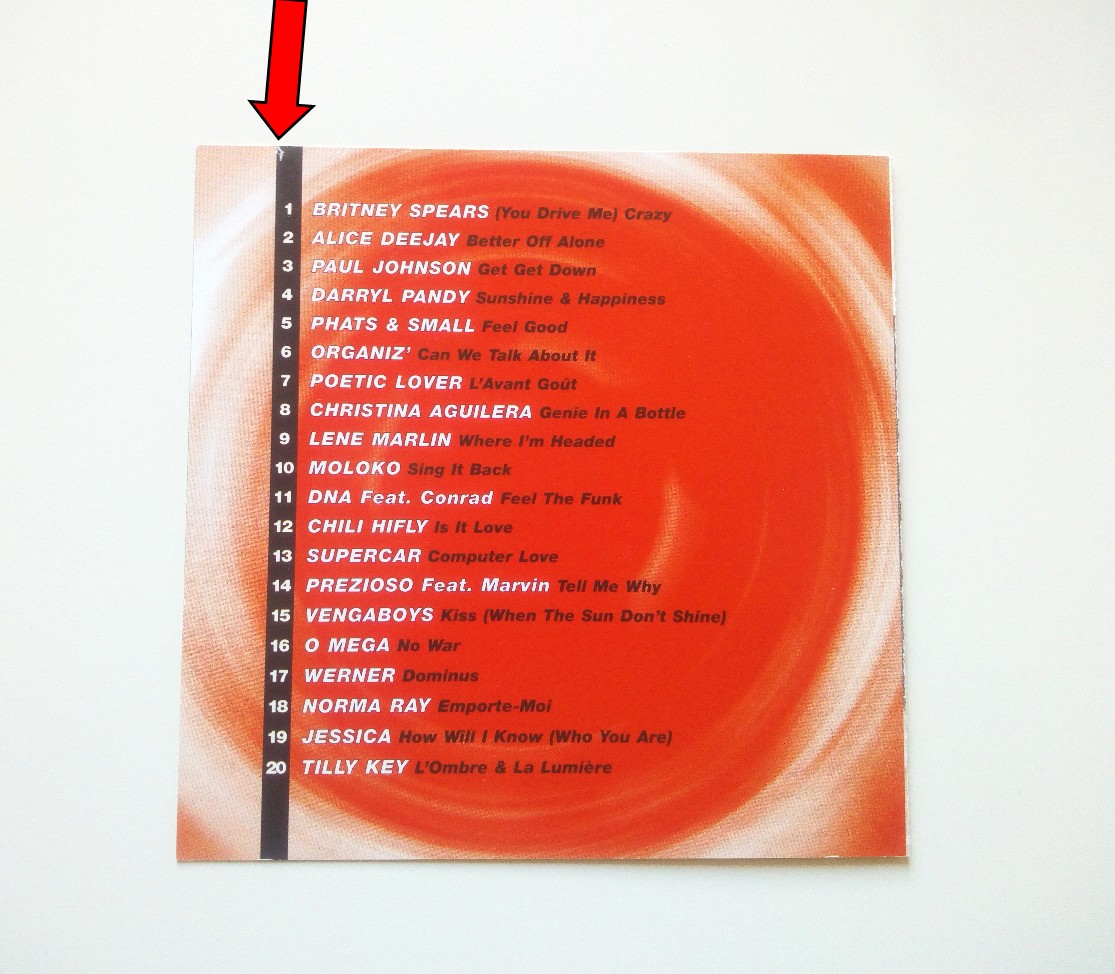 1 BRITNEY SPEARS (You Drive Me) Crazy
2 ALICE DEEJAY Better Off Alone
3 PAUL JOHNSON Get Get Down
4 DARRYL PANDY Sunshine & Happiness
5 PHATS & SMALL Feel Good
6 ORGANIZ' Can We Talk About It
7 POETIC LOVER L'Avant Goût
8 CHRISTINA AGUILERA Genie In A Bottle
9 LENE MARLIN Where I'm Headed
10 MOLOKO Sing It Back
11 DNA Feat. Conrad Feel The Funk
12 CHILI HIFLY Is It Love
13 SUPERCAR Computer Love
14 PREZIOSO Feat. Marvin Tell Me Why
15 VENGABOYS Kiss (When The Sun Don't Shine)
16 O MEGA No War
17 WERNER Dominus
18 NORMA RAY Emporte-Moi
19 JESSICA How Will I Know (Who You Are)
20 TILLY KEY L'Ombre & La Lumière